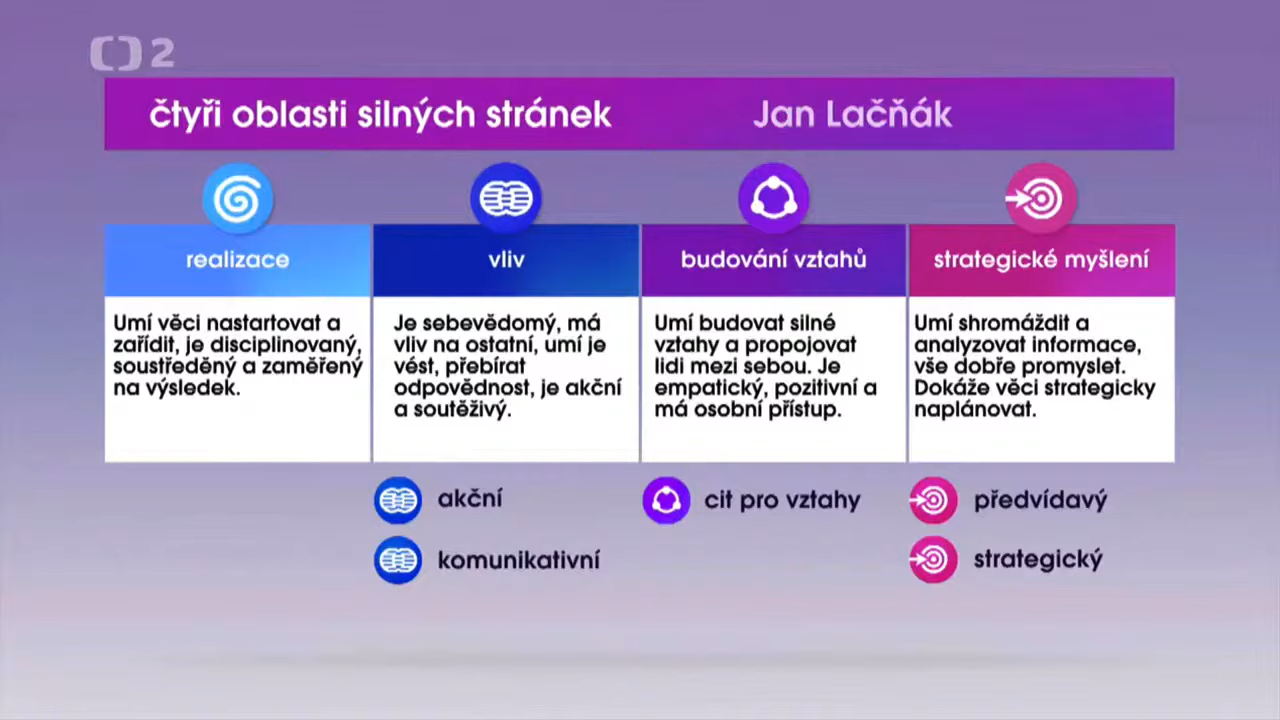 2
čtyři oblasti silných stránek
Jan Lačňák
realizace
Umí věci nastartovat a
zařídit, je disciplinovaný,
soustředěný a zaměřený
na výsledek.
vliv
Je sebevědomý, má
vliv na ostatní, umí je
vést, přebírat
odpovědnost, je akční
a soutěživý.
akční
komunikativní
budování vztahů
Umí budovat silné
vztahy a propojovat
lidi mezi sebou. Je
empatický, pozitivní a
má osobní přístup.
cit pro vztahy
strategické myšlení
Umí shromáždit a
analyzovat informace,
vše dobře promyslet.
Dokáže věci strategicky
naplánovat.
předvídavý
strategický